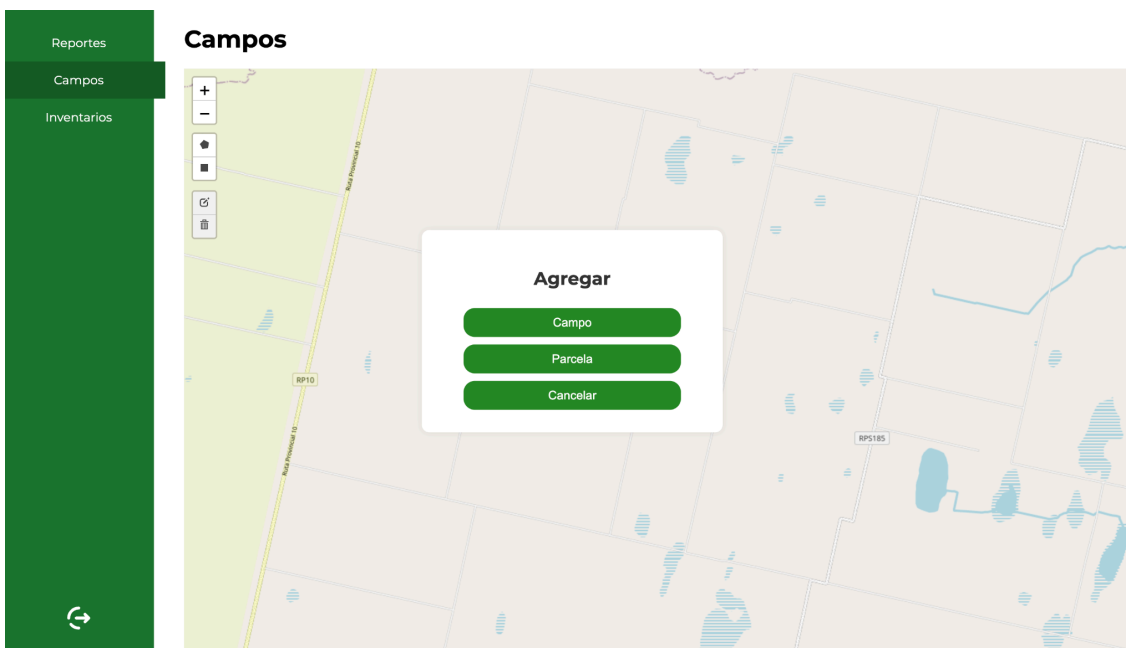 Reportes
Campos
Inventarios
Campos
+
−
Ruta Provincial 10
Agregar
Campo
Parcela
Cancelar
RP10
RPS185
Ruta Provincial 10